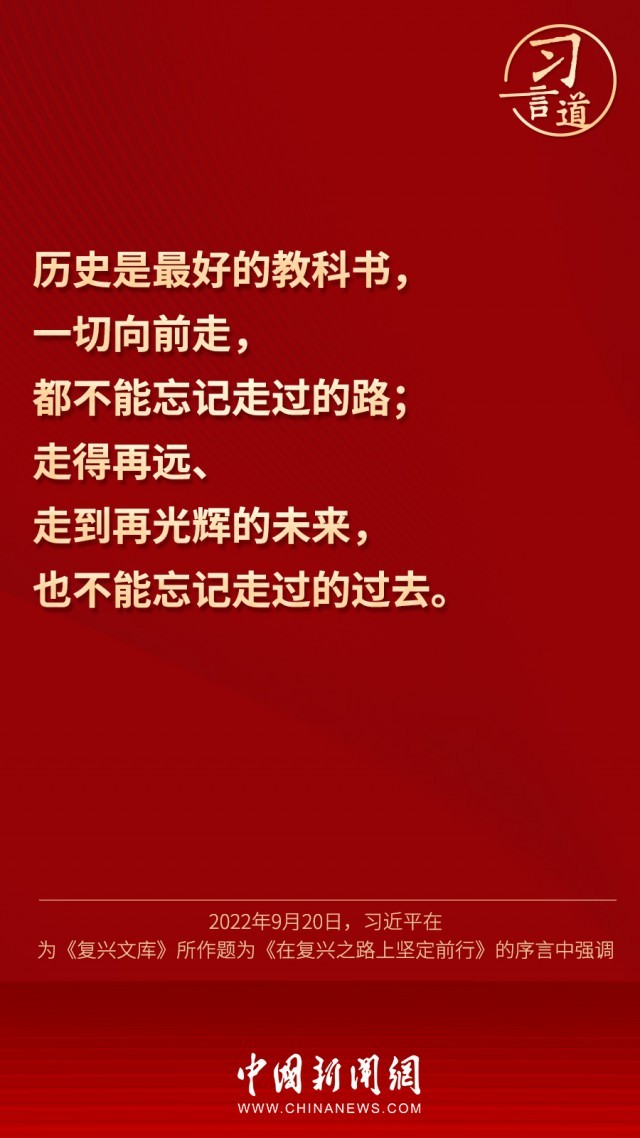 习
言道
历史是最好的教科书，
一切向前走，
都不能忘记走过的路；
走得再远、
走到再光辉的未来，
也不能忘记走过的过去。
2022年9月20日，习近平在
为《复兴文库》所作题为《在复兴之路上坚定前行》的序言中强调
中國新聞網
WWW.CHINANEWS.COM